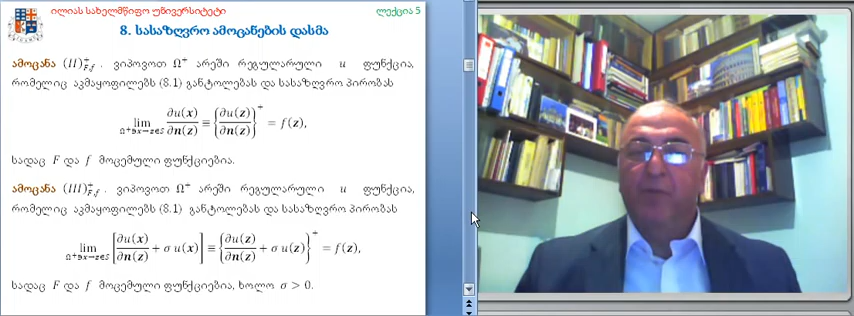 ილიას სახელმწიფო უნივერსიტეტი ლექცია 5
8. სასაზღვრო ამოცანების დასმა
ამოცანა (II)⁺_{F,f} . ვიპოვოთ Ω⁺ არეში რეგულარული u ფუნქცია,
რომელიც აკმაყოფილებს (8.1) განტოლებას და სასაზღვრო პირობას
lim_{Ω⁺∋x→z∈S} ∂u(x)/∂n(z) ≡ {∂u(z)/∂n(z)}⁺ = f(z),
სადაც F და f მოცემული ფუნქციებია.
ამოცანა (III)⁺_{F,f} . ვიპოვოთ Ω⁺ არეში რეგულარული u ფუნქცია,
რომელიც აკმაყოფილებს (8.1) განტოლებას და სასაზღვრო პირობას
lim_{Ω⁺∋x→z∈S} [∂u(x)/∂n(z) + σ u(x)] ≡ {∂u(z)/∂n(z) + σ u(z)}⁺ = f(z),
სადაც F და f მოცემული ფუნქციებია, ხოლო σ > 0.